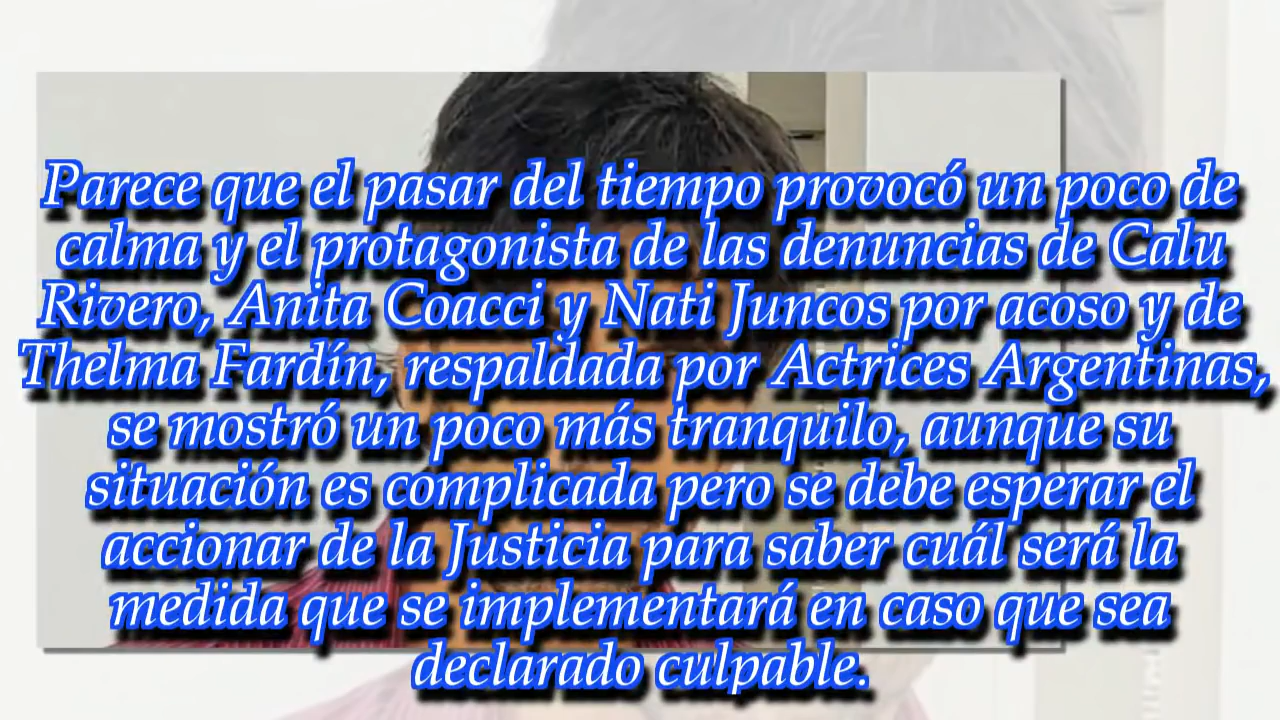 Parece que el pasar del tiempo provocó un poco de
calma y el protagonista de las denuncias de Calu
Rivero, Anita Coacci y Nati Juncos por acoso y de
Thelma Fardín, respaldada por Actrices Argentinas,
se mostró un poco más tranquilo, aunque su
situación es complicada pero se debe esperar el
accionar de la Justicia para saber cuál será la
medida que se implementará en caso que sea
declarado culpable.